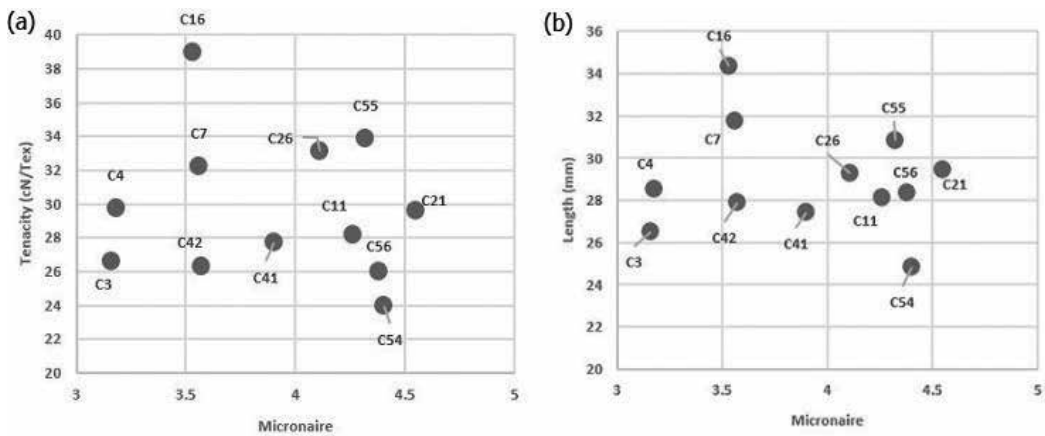 (a)
Tenacity (cN/Tex)
40
38
36
34
32
30
28
26
24
22
20
C16
C55
C7
C26
C4
C21
C11
C42
C56
C3
C41
C54
3 3.5 4 4.5 5
Micronaire
(b)
Length (mm)
36
34
32
30
28
26
24
22
20
C16
C55
C7
C26
C4
C56
C21
C11
C42
C41
C3
C54
3 3.5 4 4.5 5
Micronaire